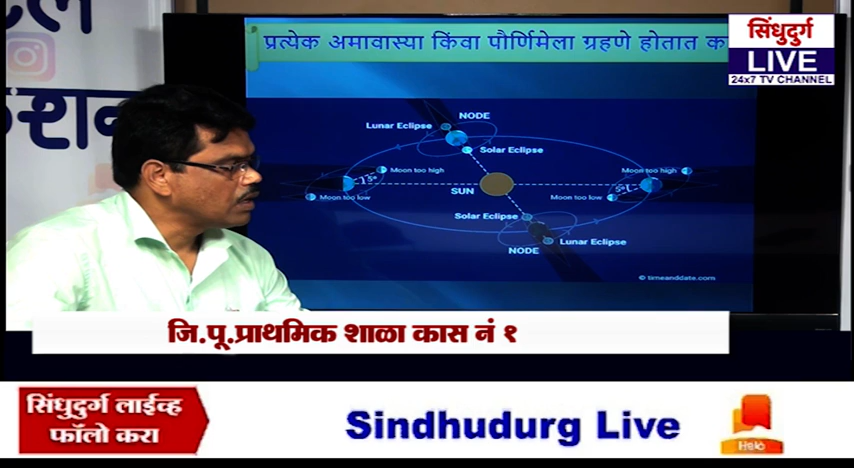 प्रत्येक अमावास्या किंवा पौर्णिमेला ग्रहणे होतात
सिंधुदुर्ग
LIVE
24x7 TV CHANNEL
NODE
Lunar Eclipse
Solar Eclipse
Moon too high
Moon too high
5°
5°
SUN
Moon too low
Moon too low
Solar Eclipse
Lunar Eclipse
NODE
© timeanddate.com
जि.पू.प्राथमिक शाळा कास नं १
सिंधुदुर्ग लाईव्ह
फॉलो करा
Sindhudurg Live
Helo